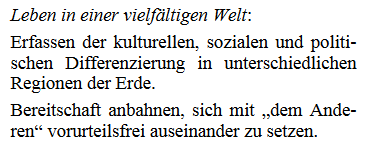 Leben in einer vielfältigen Welt:
Erfassen der kulturellen, sozialen und politi-
schen Differenzierung in unterschiedlichen
Regionen der Erde.
Bereitschaft anbahnen, sich mit „dem Ande-
ren“ vorurteilsfrei auseinander zu setzen.